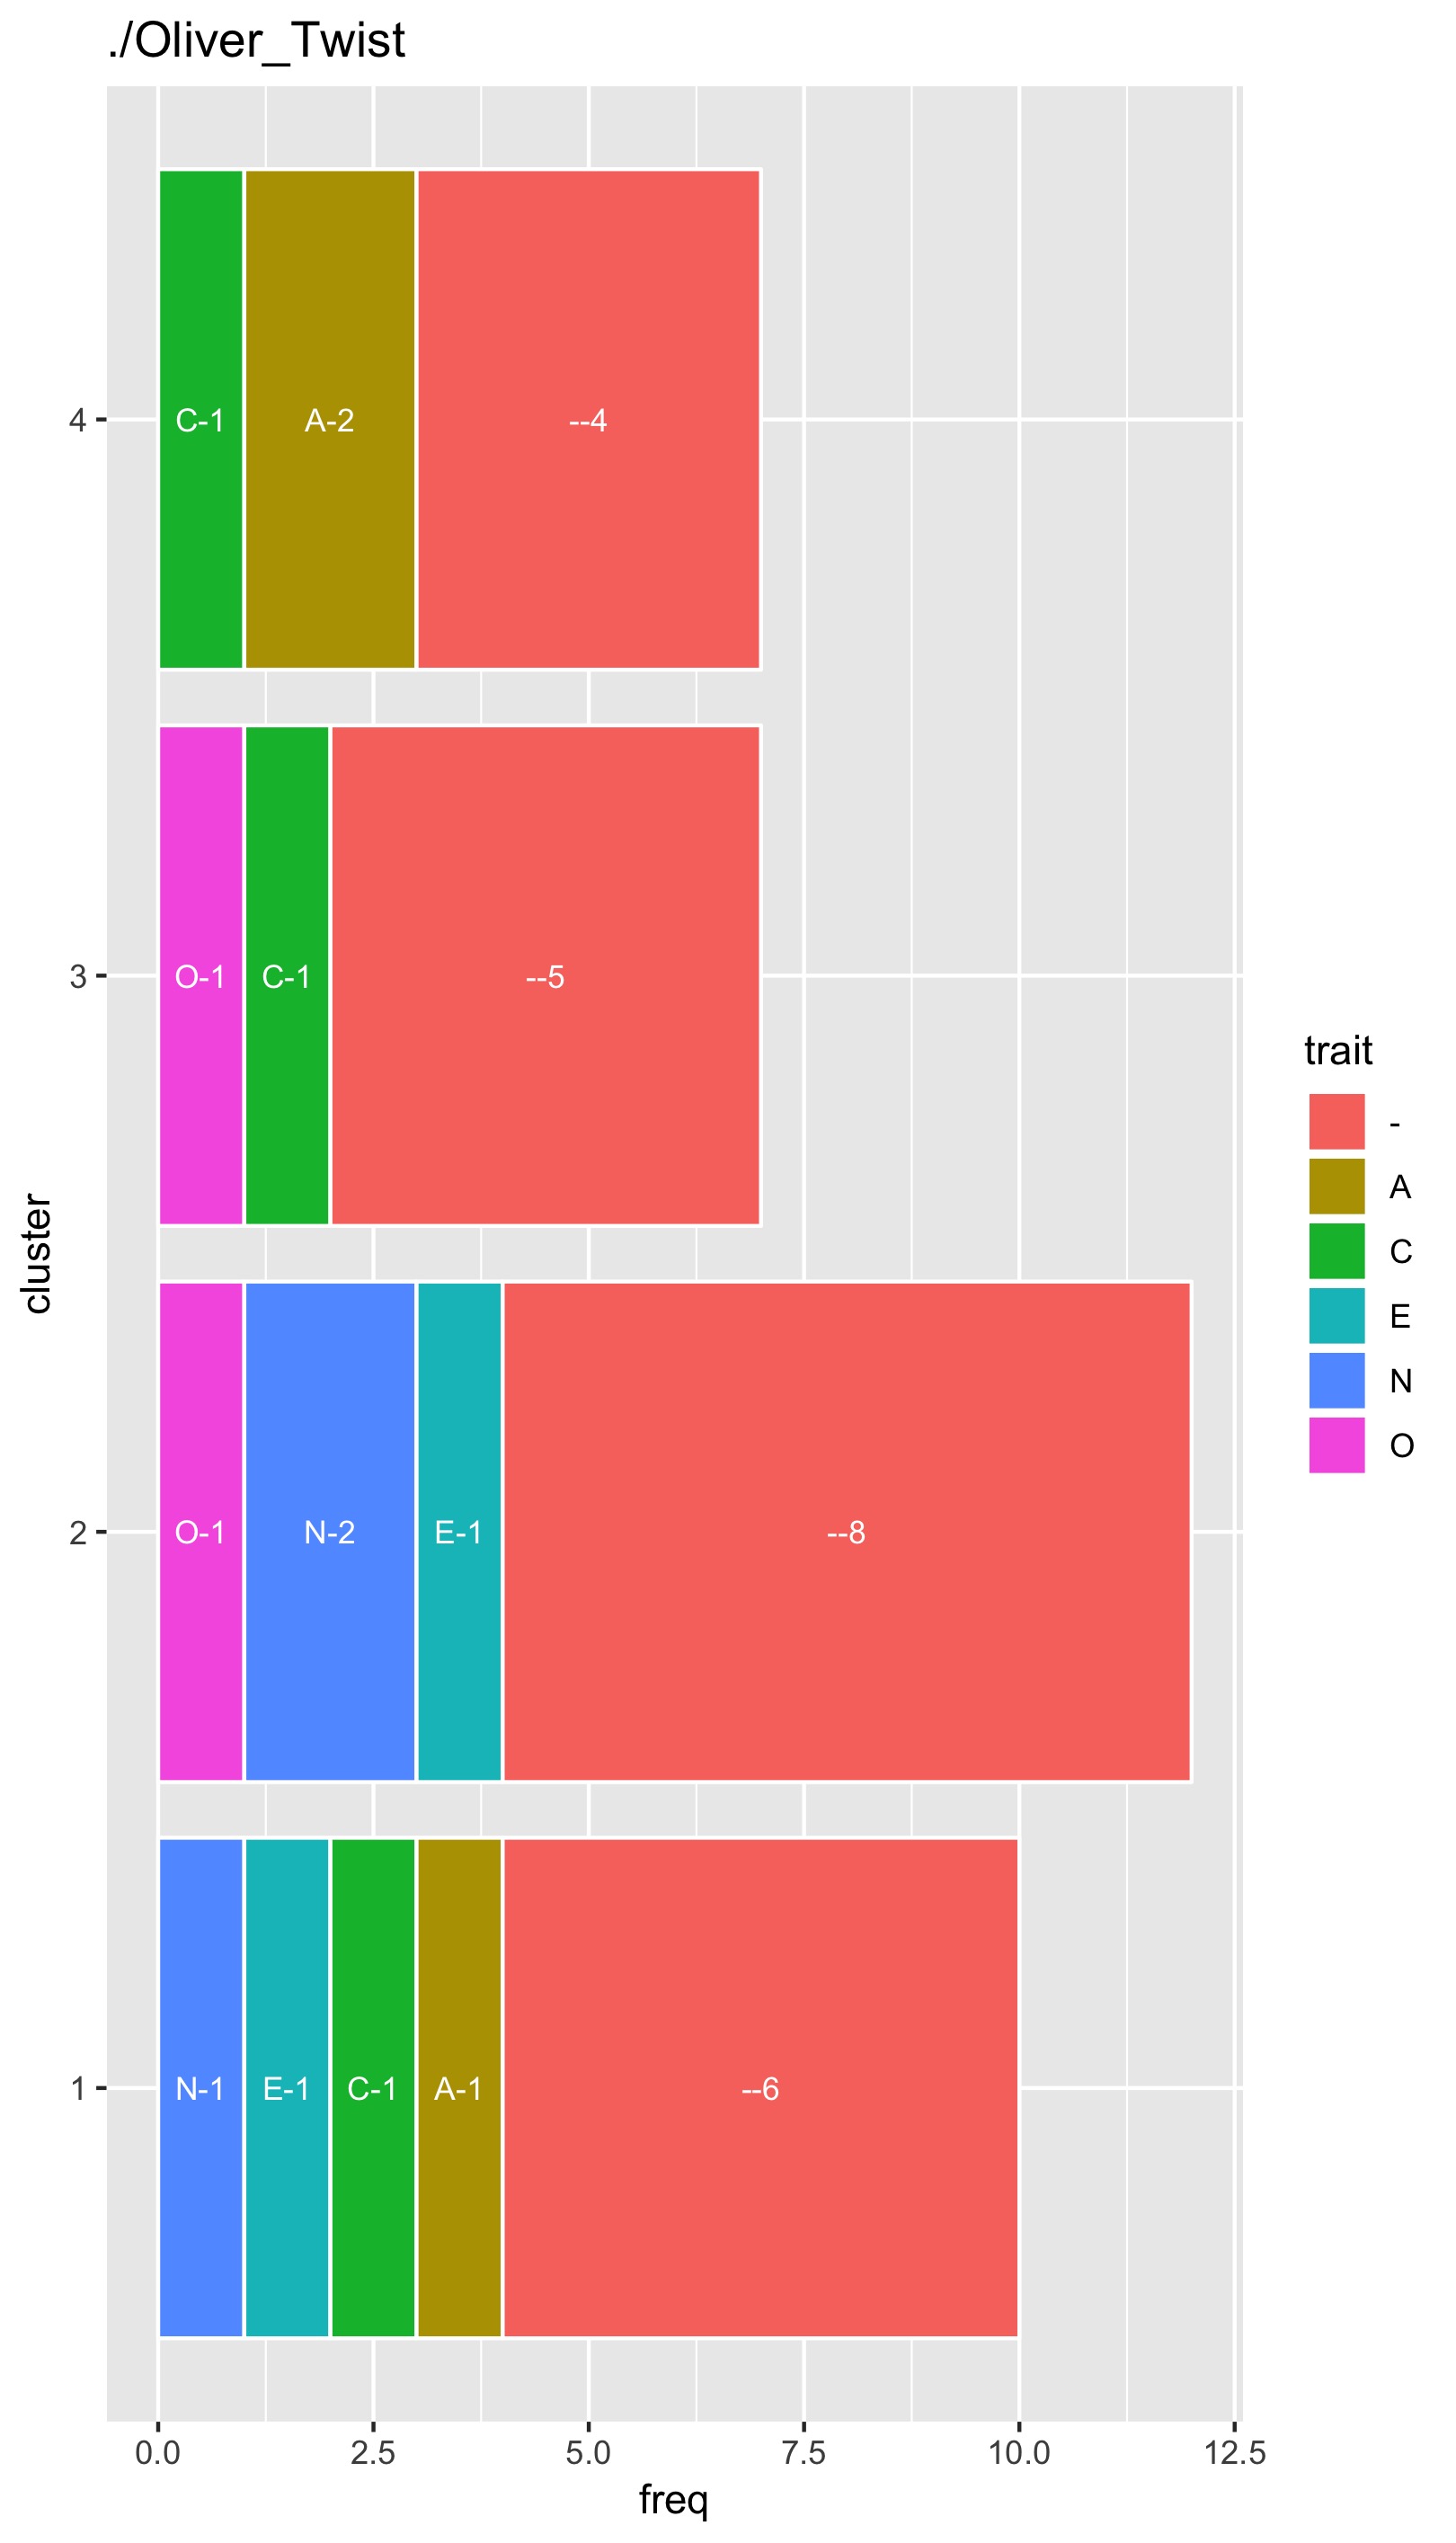 ./Oliver_Twist
4
C-1
A-2
--4
3
O-1
C-1
--5
2
O-1
N-2
E-1
--8
1
N-1
E-1
C-1
A-1
--6
0.0
2.5
5.0
7.5
10.0
12.5
freq
cluster
trait
-
A
C
E
N
O